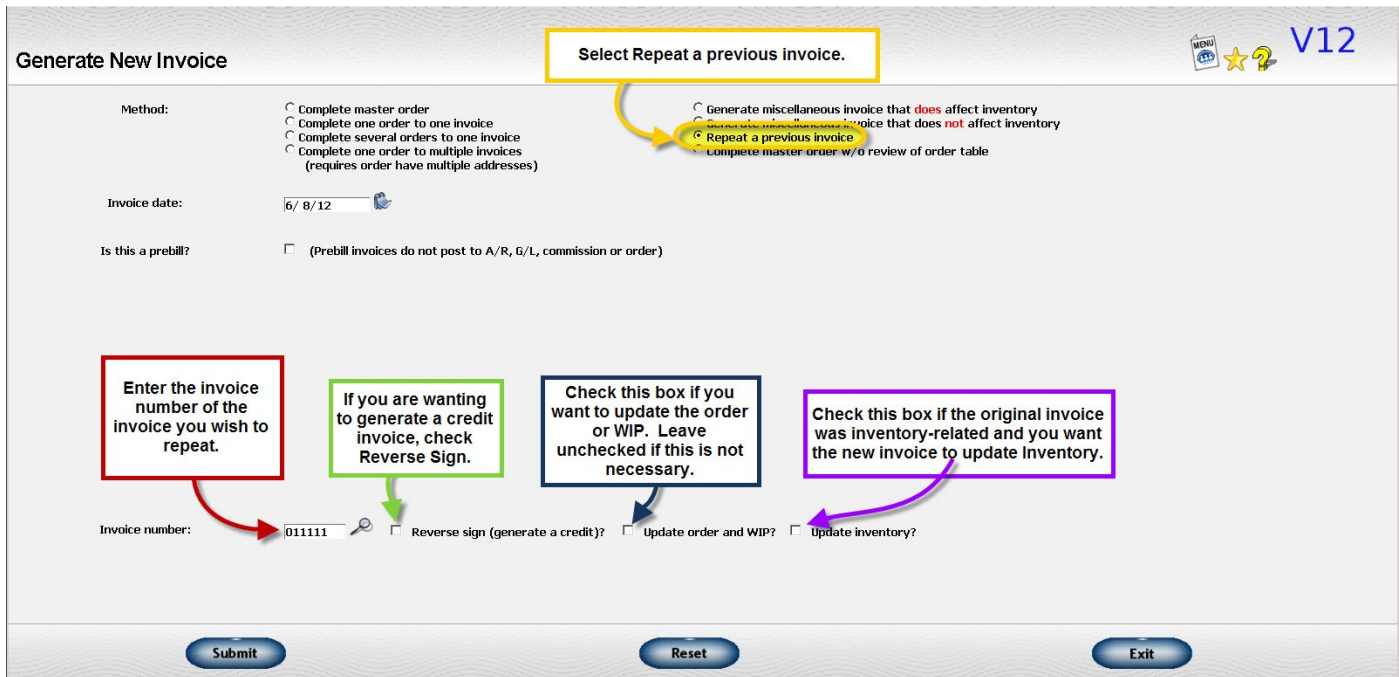 Generate New Invoice
Select Repeat a previous invoice.
MENU
V12
Method:
Complete master order
Complete one order to one invoice
Complete several orders to one invoice
Complete one order to multiple invoices
(requires order have multiple addresses)
Generate miscellaneous invoice that does affect inventory
Generate miscellaneous invoice that does not affect inventory
Repeat a previous invoice
Complete master order w/o review of order table
Invoice date:
6/ 8/12
Is this a prebill?
(Prebill invoices do not post to A/R, G/L, commission or order)
Enter the invoice
number of the
invoice you wish to
repeat.
If you are wanting
to generate a credit
invoice, check
Reverse Sign.
Check this box if you
want to update the order
or WIP. Leave
unchecked if this is not
necessary.
Check this box if the original invoice
was inventory-related and you want
the new invoice to update Inventory.
Invoice number:
011111
Reverse sign (generate a credit)?
Update order and WIP?
Update inventory?
Submit
Reset
Exit